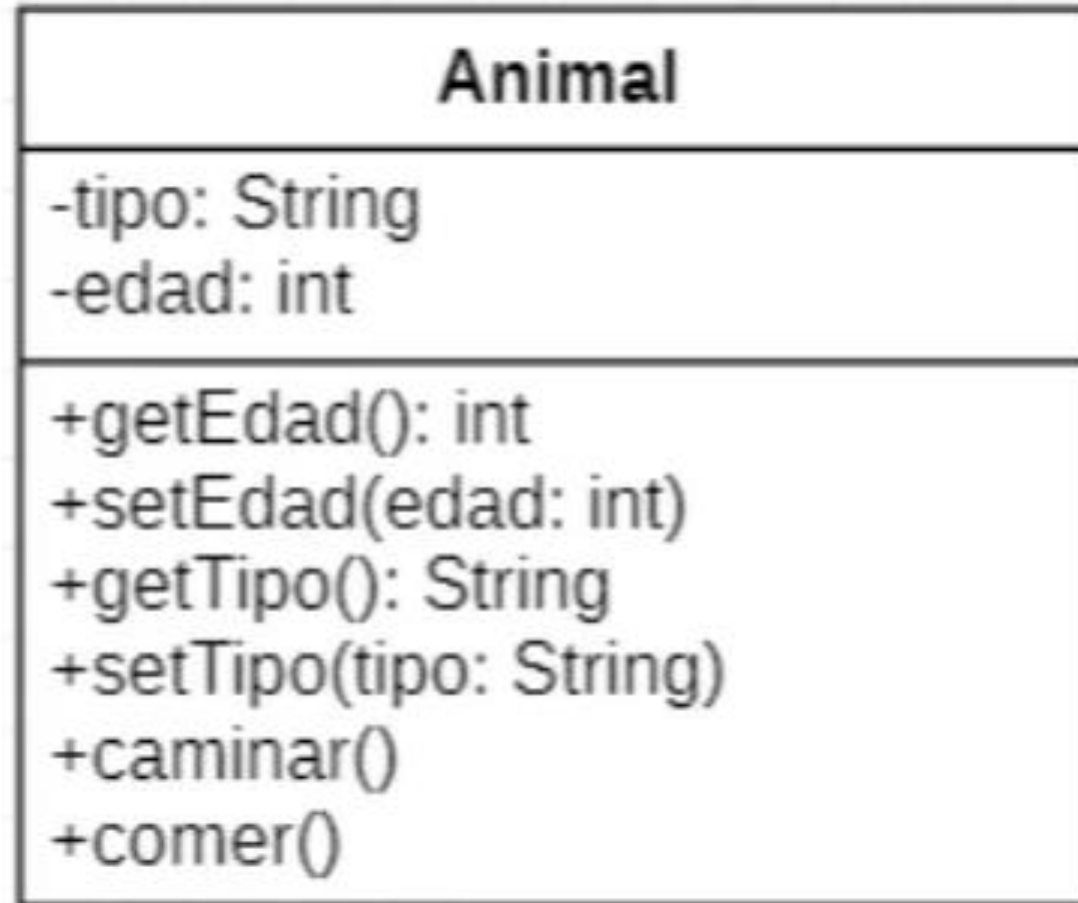 Animal
-tipo: String
-edad: int
+getEdad(): int
+setEdad(edad: int)
+getTipo(): String
+setTipo(tipo: String)
+caminar()
+comer()